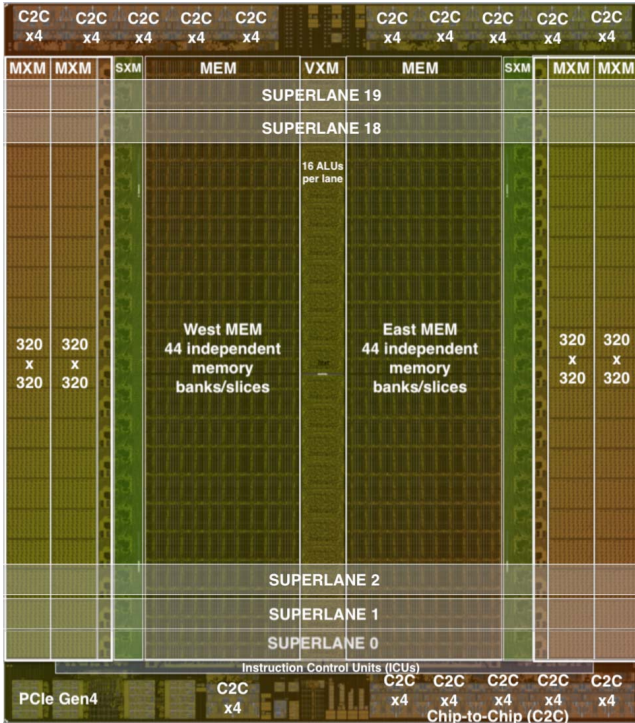 C2C C2C C2C C2C C2C C2C C2C C2C C2C C2C
x4 x4 x4 x4 x4 x4 x4 x4 x4 x4
MXM MXM SXM MEM VXM MEM SXM MXM MXM
SUPERLANE 19
SUPERLANE 18
16 ALUs
per lane
West MEM
44 independent
memory
banks/slices
East MEM
44 independent
memory
banks/slices
320
x
320
320
x
320
320
x
320
320
x
320
SUPERLANE 2
SUPERLANE 1
SUPERLANE 0
Instruction Control Units (ICUs)
PCIe Gen4
C2C
x4
C2C C2C C2C C2C C2C
x4 x4 x4 x4 x4
Chip-to-Chip (C2C)